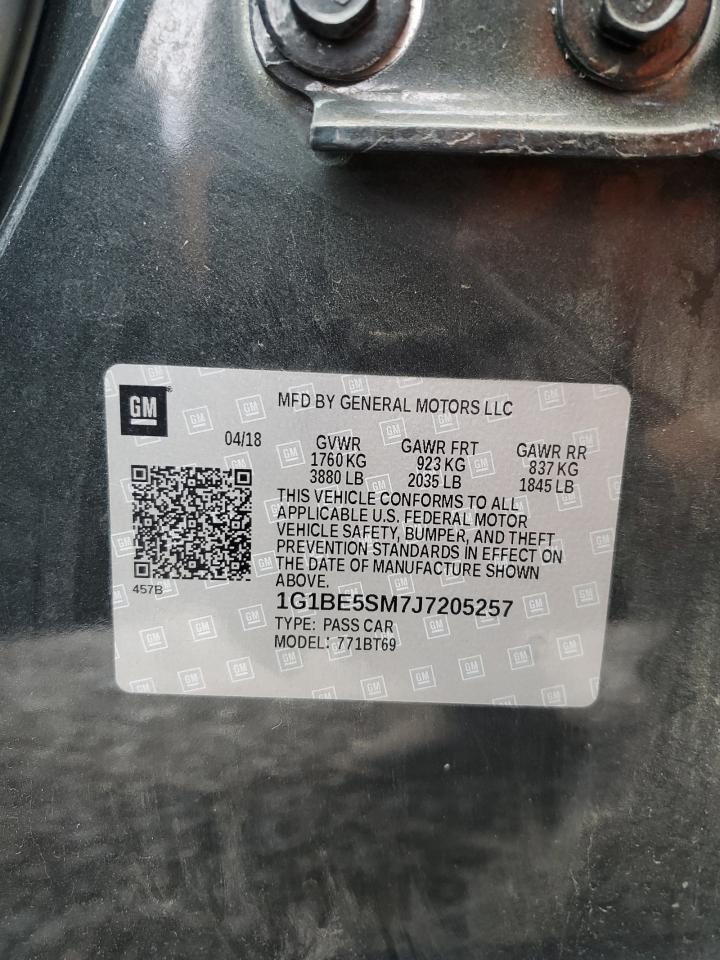 GM
MFD BY GENERAL MOTORS LLC
04/18
GVWR GAWR FRT GAWR RR
1760 KG 923 KG 837 KG
3880 LB 2035 LB 1845 LB
THIS VEHICLE CONFORMS TO ALL
APPLICABLE U.S. FEDERAL MOTOR
VEHICLE SAFETY, BUMPER, AND THEFT
PREVENTION STANDARDS IN EFFECT ON
THE DATE OF MANUFACTURE SHOWN
ABOVE.
457B
1G1BE5SM7J7205257
TYPE: PASS CAR
MODEL: 771BT69